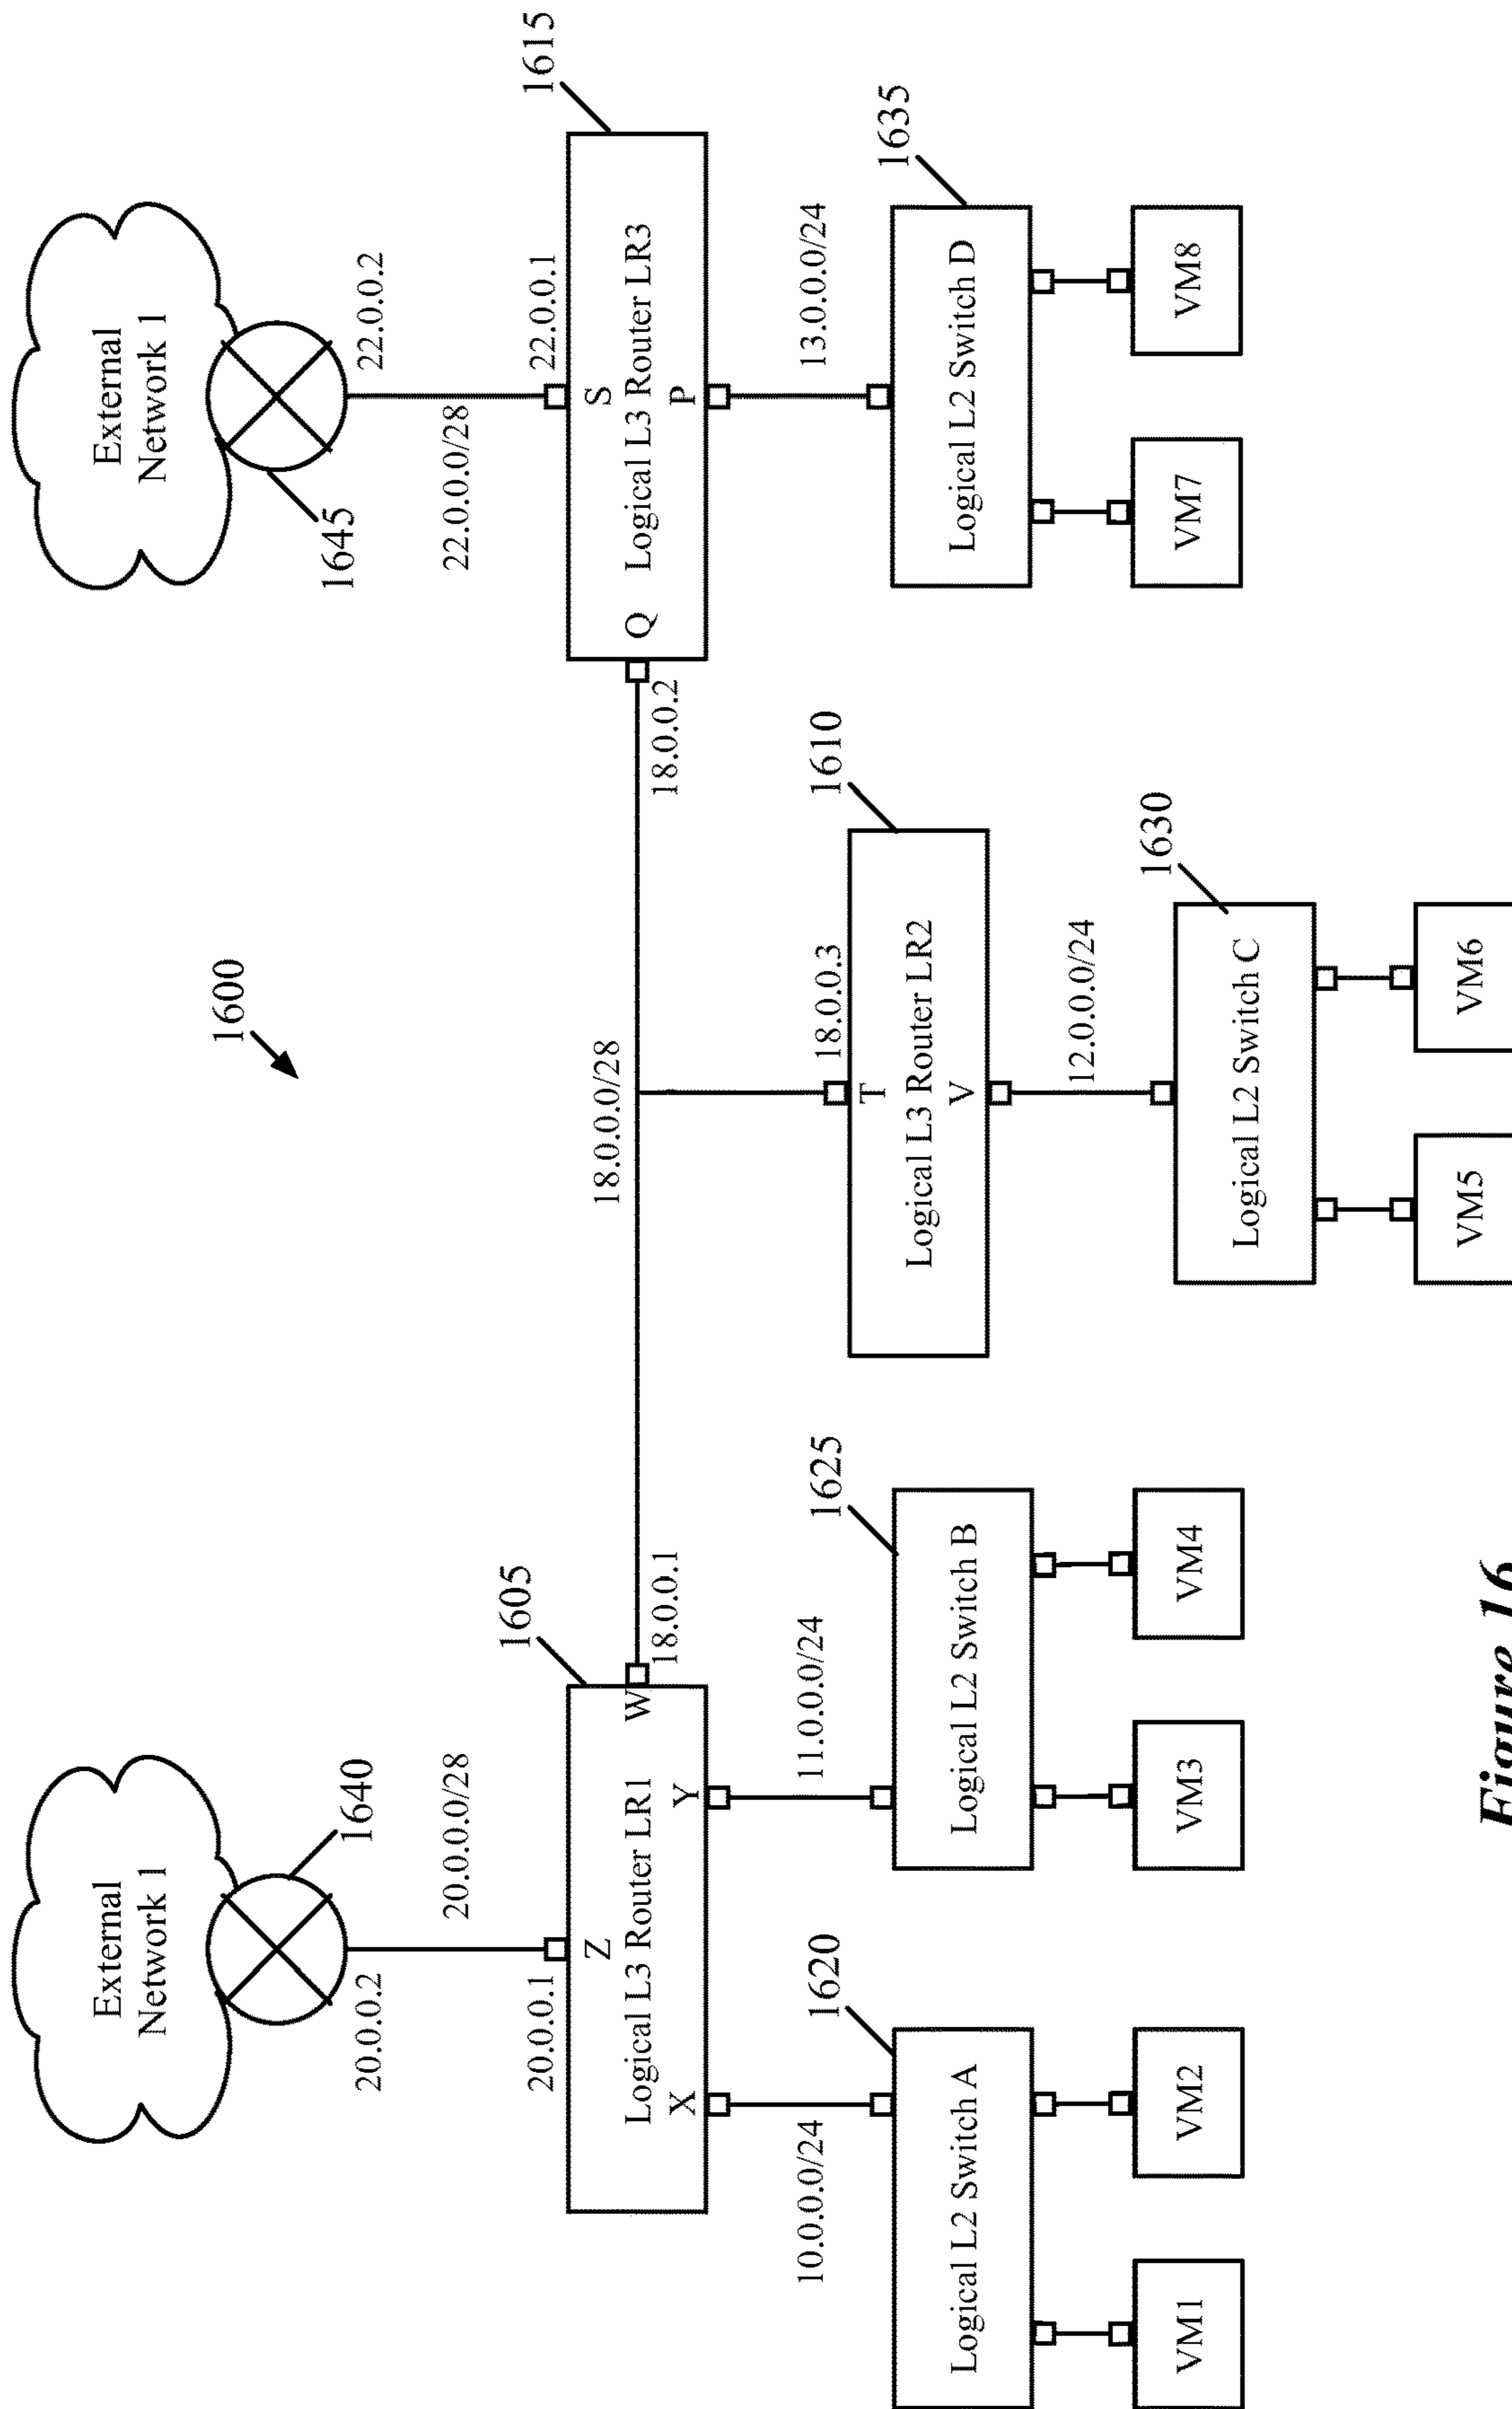 1600
External
Network 1
1640
20.0.0.2
20.0.0.0/28
20.0.0.1
1605
Z
Logical L3 Router LR1
W
X
Y
18.0.0.1
18.0.0.0/28
18.0.0.2
10.0.0.0/24
11.0.0.0/24
1620
Logical L2 Switch A
VM1
VM2
1625
Logical L2 Switch B
VM3
VM4
18.0.0.3
1610
T
Logical L3 Router LR2
V
12.0.0.0/24
1630
Logical L2 Switch C
VM5
VM6
External
Network 1
1645
22.0.0.2
22.0.0.0/28
22.0.0.1
1615
S
Q
Logical L3 Router LR3
P
13.0.0.0/24
1635
Logical L2 Switch D
VM7
VM8
Figure 16